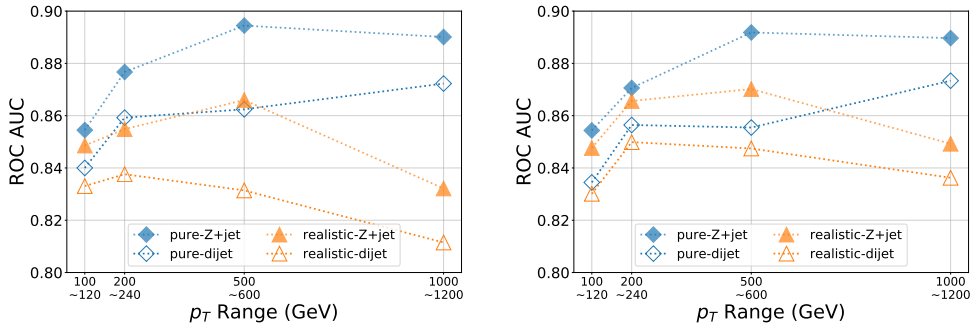 0.90
0.88
0.86
0.84
0.82
0.80
ROC AUC
pure-Z+jet
pure-dijet
realistic-Z+jet
realistic-dijet
100
~120
200
~240
500
~600
1000
~1200
pT Range (GeV)
0.90
0.88
0.86
0.84
0.82
0.80
ROC AUC
pure-Z+jet
pure-dijet
realistic-Z+jet
realistic-dijet
100
~120
200
~240
500
~600
1000
~1200
pT Range (GeV)